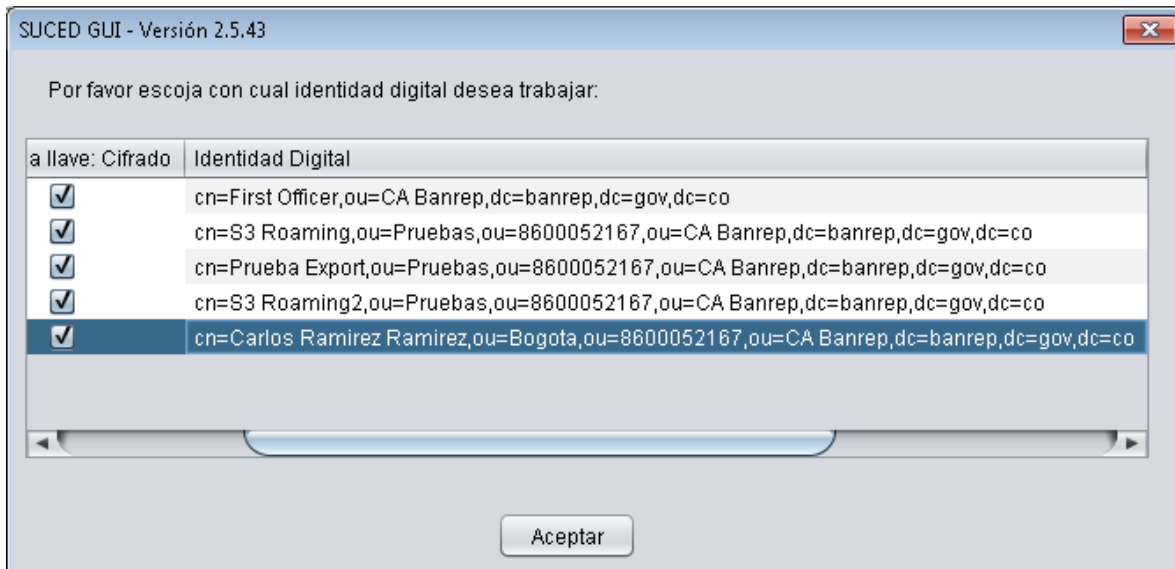 SUCED GUI - Versión 2.5.43
Por favor escoja con cual identidad digital desea trabajar:
a llave: Cifrado Identidad Digital
cn=First Officer,ou=CA Banrep,dc=banrep,dc=gov,dc=co
cn=S3 Roaming,ou=Pruebas,ou=8600052167,ou=CA Banrep,dc=banrep,dc=gov,dc=co
cn=Prueba Export,ou=Pruebas,ou=8600052167,ou=CA Banrep,dc=banrep,dc=gov,dc=co
cn=S3 Roaming2,ou=Pruebas,ou=8600052167,ou=CA Banrep,dc=banrep,dc=gov,dc=co
cn=Carlos Ramirez Ramirez,ou=Bogota,ou=8600052167,ou=CA Banrep,dc=banrep,dc=gov,dc=co
Aceptar